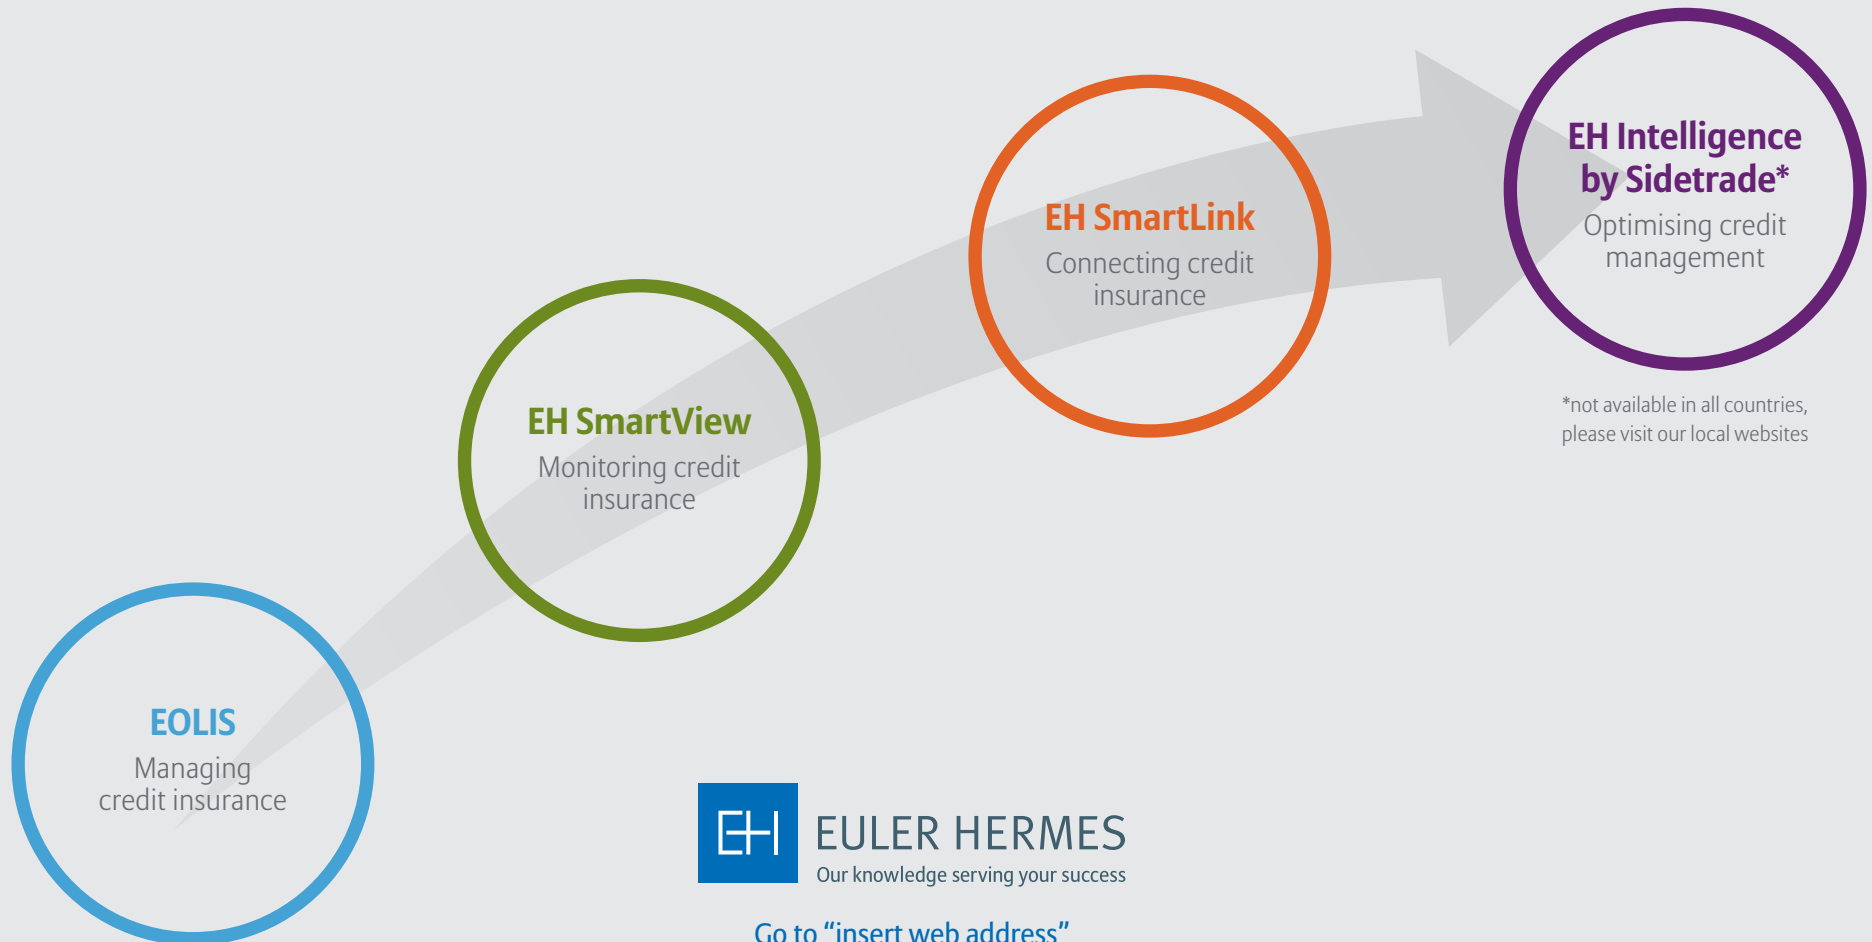 EH Intelligence
by Sidetrade*
Optimising credit
management
*not available in all countries,
please visit our local websites
EH SmartLink
Connecting credit
insurance
EH SmartView
Monitoring credit
insurance
EOLIS
Managing
credit insurance
EH EULER HERMES
Our knowledge serving your success
Go to “insert web address”